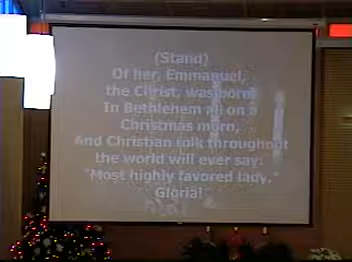 (Stand)
Of her, Emmanuel,
the Christ, was born
In Bethlehem all on a
Christmas morn,
And Christian folk throughout
the world will ever say:
"Most highly favored lady,"
Gloria!